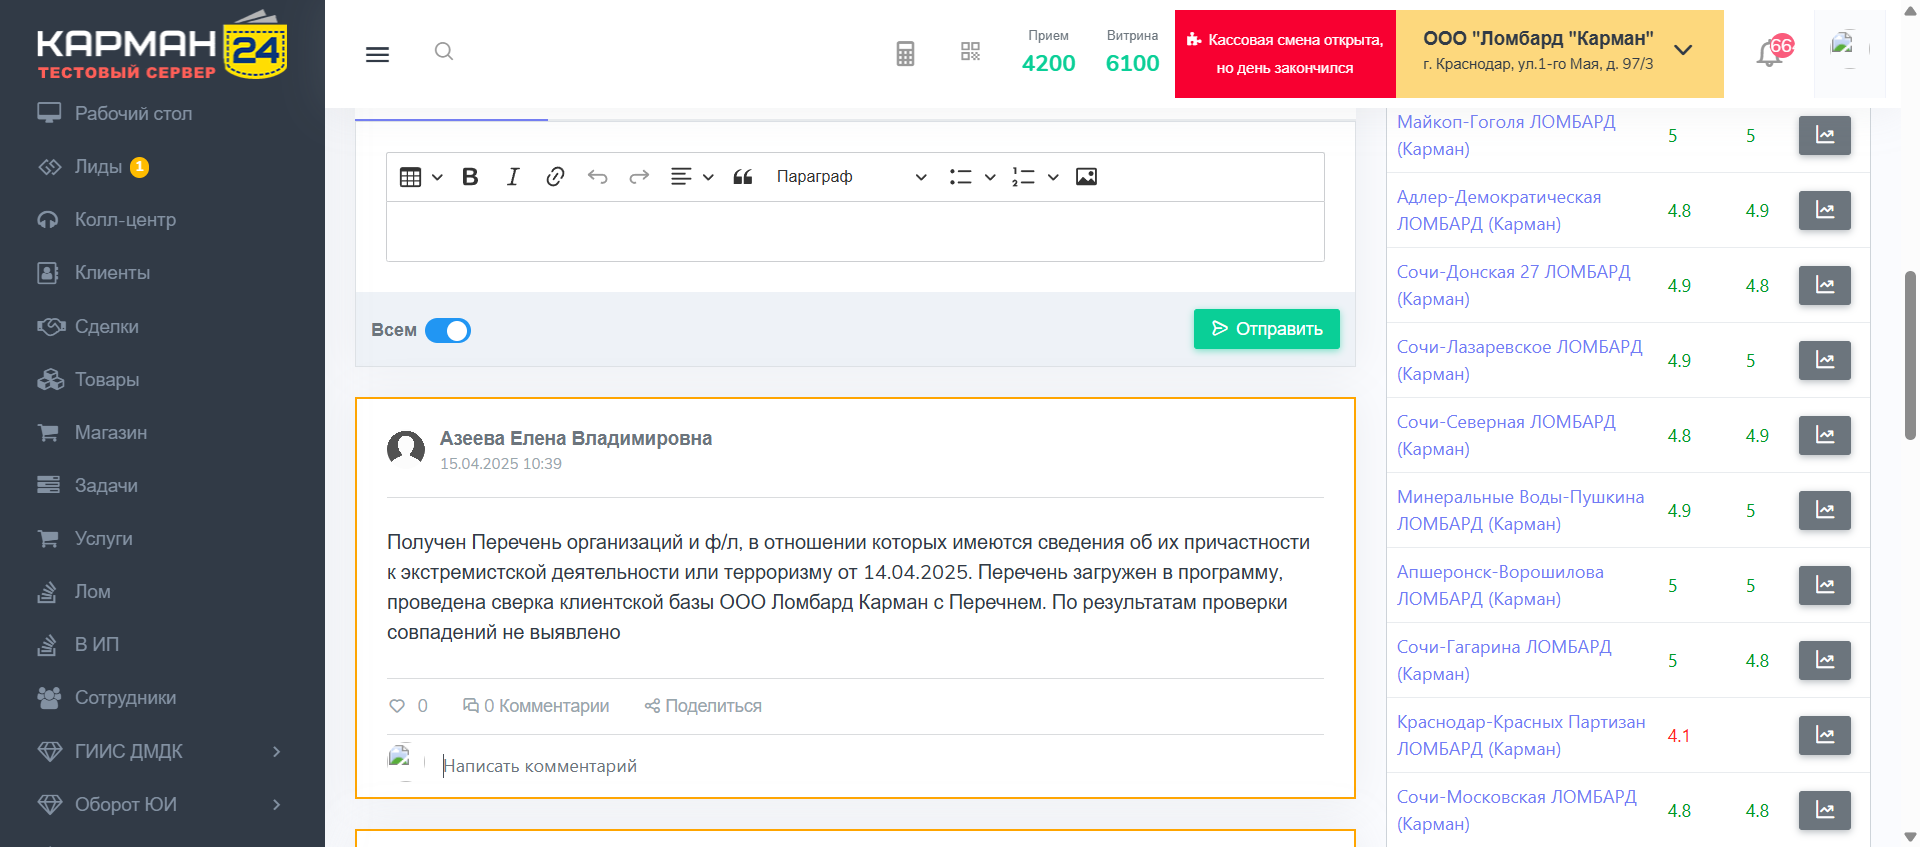 КАРМАН 24
ТЕСТОВЫЙ СЕРВЕР
Рабочий стол
Лиды 1
Колл-центр
Клиенты
Сделки
Товары
Магазин
Задачи
Услуги
Лом
В ИП
Сотрудники
ГИИС ДМДК
Оборот ЮИ
Прием
4200
Витрина
6100
Кассовая смена открыта,
но день закончился
ООО "Ломбард "Карман"
г. Краснодар, ул.1-го Мая, д. 97/3
66
Параграф
Всем
Отправить
Азеева Елена Владимировна
15.04.2025 10:39
Получен Перечень организаций и ф/л, в отношении которых имеются сведения об их причастности
к экстремистской деятельности или терроризму от 14.04.2025. Перечень загружен в программу,
проведена сверка клиентской базы ООО Ломбард Карман с Перечнем. По результатам проверки
совпадений не выявлено
0
0 Комментарии
Поделиться
Написать комментарий
Майкоп-Гоголя ЛОМБАРД
(Карман)
5 5
Адлер-Демократическая
ЛОМБАРД (Карман)
4.8 4.9
Сочи-Донская 27 ЛОМБАРД
(Карман)
4.9 4.8
Сочи-Лазаревское ЛОМБАРД
(Карман)
4.9 5
Сочи-Северная ЛОМБАРД
(Карман)
4.8 4.9
Минеральные Воды-Пушкина
ЛОМБАРД (Карман)
4.9 5
Апшеронск-Ворошилова
ЛОМБАРД (Карман)
5 5
Сочи-Гагарина ЛОМБАРД
(Карман)
5 4.8
Краснодар-Красных Партизан
ЛОМБАРД (Карман)
4.1
Сочи-Московская ЛОМБАРД
(Карман)
4.8 4.8